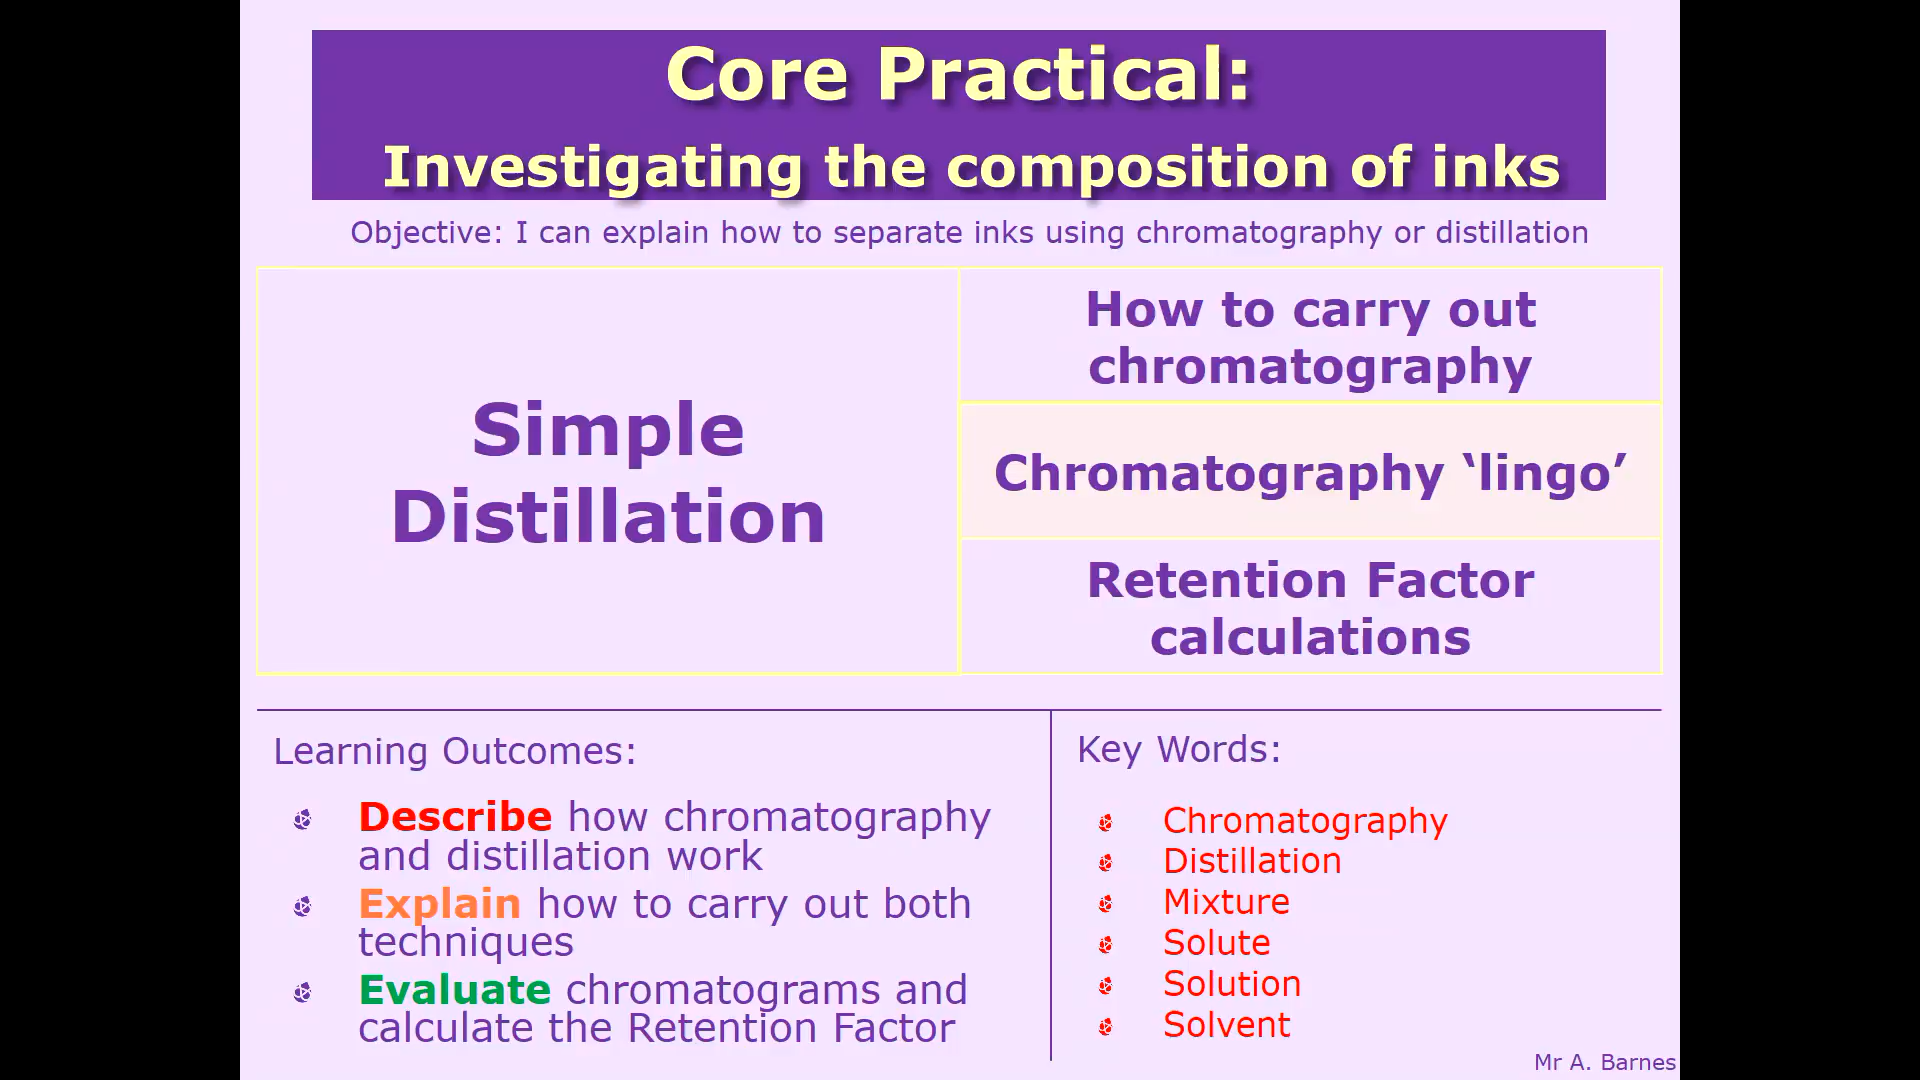 Core Practical:
Investigating the composition of inks
Objective: I can explain how to separate inks using chromatography or distillation
Simple
Distillation
How to carry out
chromatography
Chromatography ‘lingo’
Retention Factor
calculations
Learning Outcomes:
Describe how chromatography
and distillation work
Explain how to carry out both
techniques
Evaluate chromatograms and
calculate the Retention Factor
Key Words:
Chromatography
Distillation
Mixture
Solute
Solution
Solvent
Mr A. Barnes